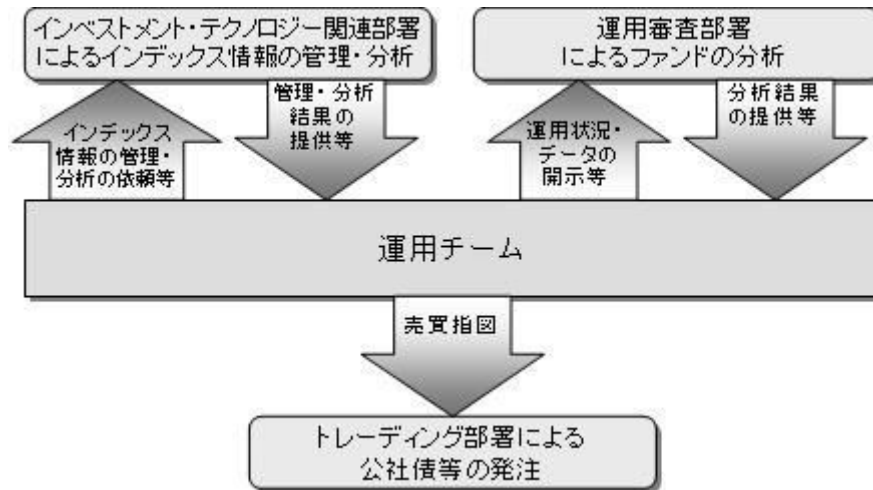 インベストメント・テクノロジー関連部署
によるインデックス情報の管理・分析
運用審査部署
によるファンドの分析
インデックス
情報の管理・
分析の依頼等
管理・分析
結果の
提供等
運用状況・
データの
開示等
分析結果
の提供等
運用チーム
売買指図
トレーディング部署による
公社債等の発注